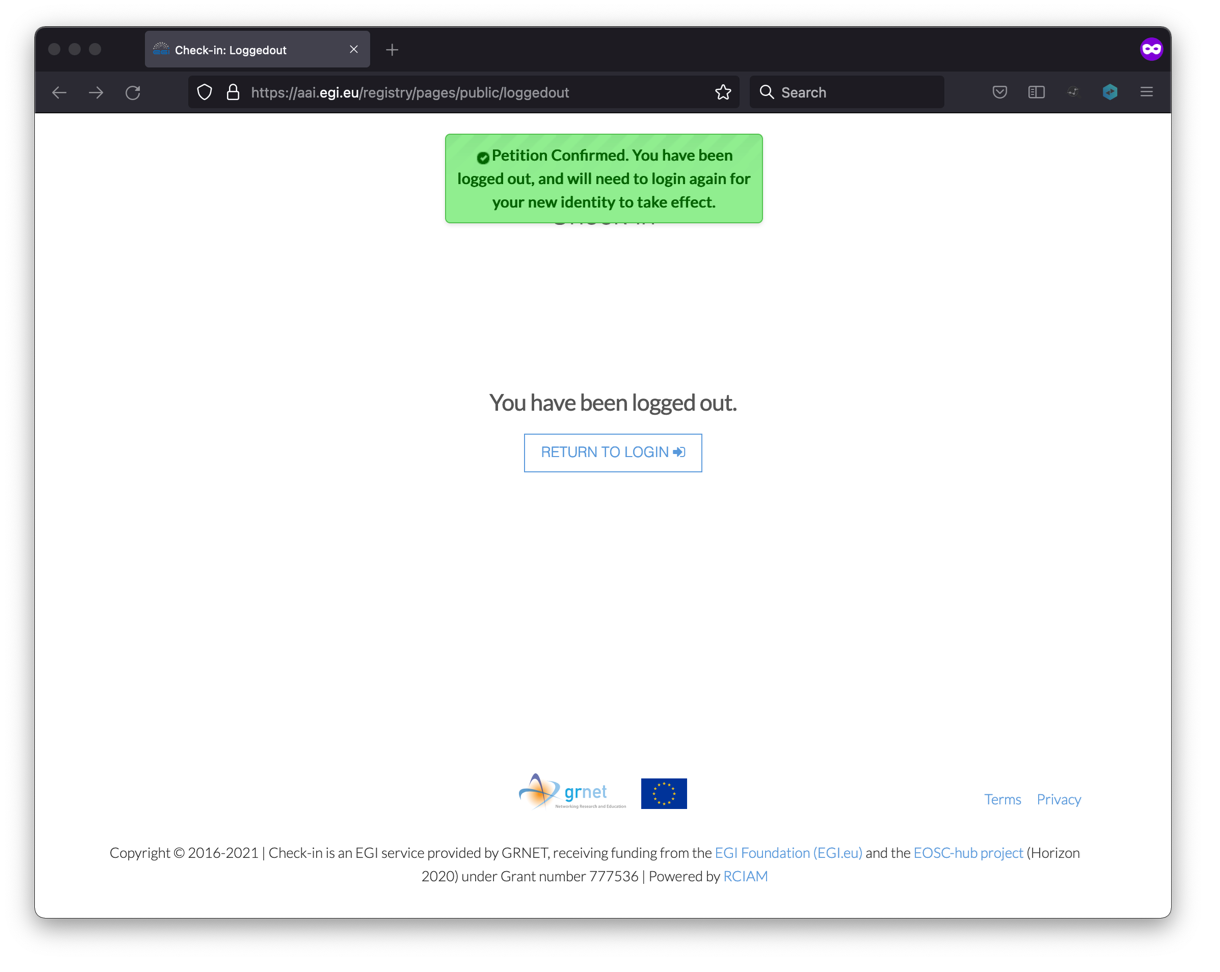 Check-in: Loggedout
https://aai.egi.eu/registry/pages/public/loggedout
Search
Petition Confirmed. You have been
logged out, and will need to login again for
your new identity to take effect.
You have been logged out.
RETURN TO LOGIN
grnet
Networking Research and Education
Terms Privacy
Copyright © 2016-2021 | Check-in is an EGI service provided by GRNET, receiving funding from the EGI Foundation (EGI.eu) and the EOSC-hub project (Horizon
2020) under Grant number 777536 | Powered by RCIAM